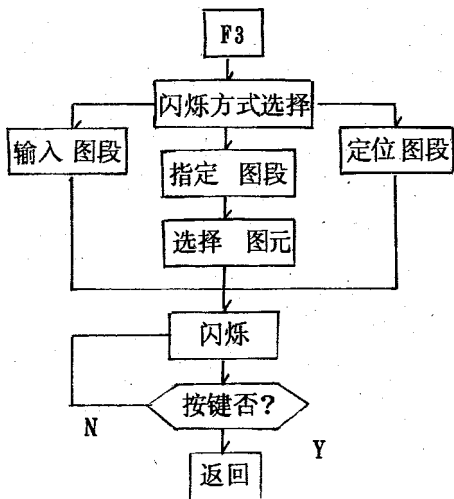 F3
闪烁方式选择
输入 图段
指定 图段
定位图段
选择 图元
闪烁
按键否?
N
Y
返回